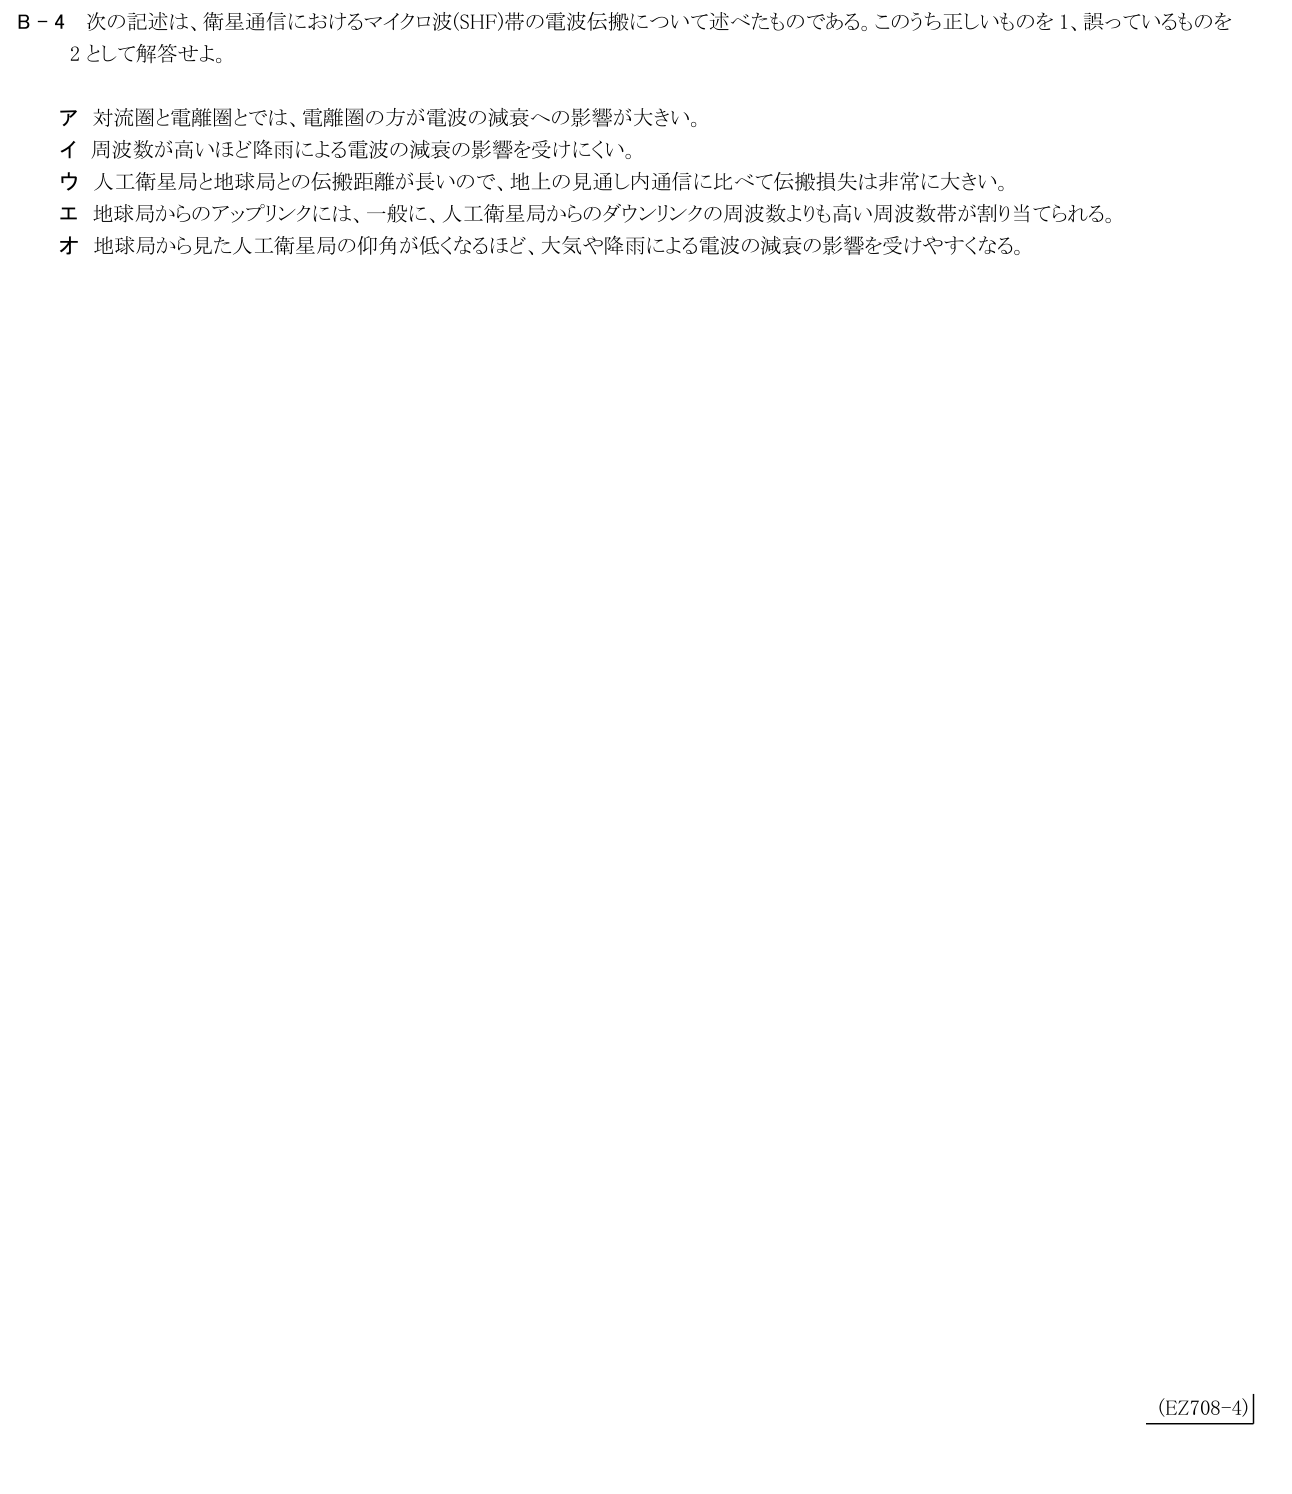 B－4　次の記述は、衛星通信におけるマイクロ波(SHF)帯の電波伝搬について述べたものである。このうち正しいものを 1、誤っているものを
2 として解答せよ。
ア　対流圏と電離圏とでは、電離圏の方が電波の減衰への影響が大きい。
イ　周波数が高いほど降雨による電波の減衰の影響を受けにくい。
ウ　人工衛星局と地球局との伝搬距離が長いので、地上の見通し内通信に比べて伝搬損失は非常に大きい。
エ　地球局からのアップリンクには、一般に、人工衛星局からのダウンリンクの周波数よりも高い周波数帯が割り当てられる。
オ　地球局から見た人工衛星局の仰角が低くなるほど、大気や降雨による電波の減衰の影響を受けやすくなる。
(EZ708-4)